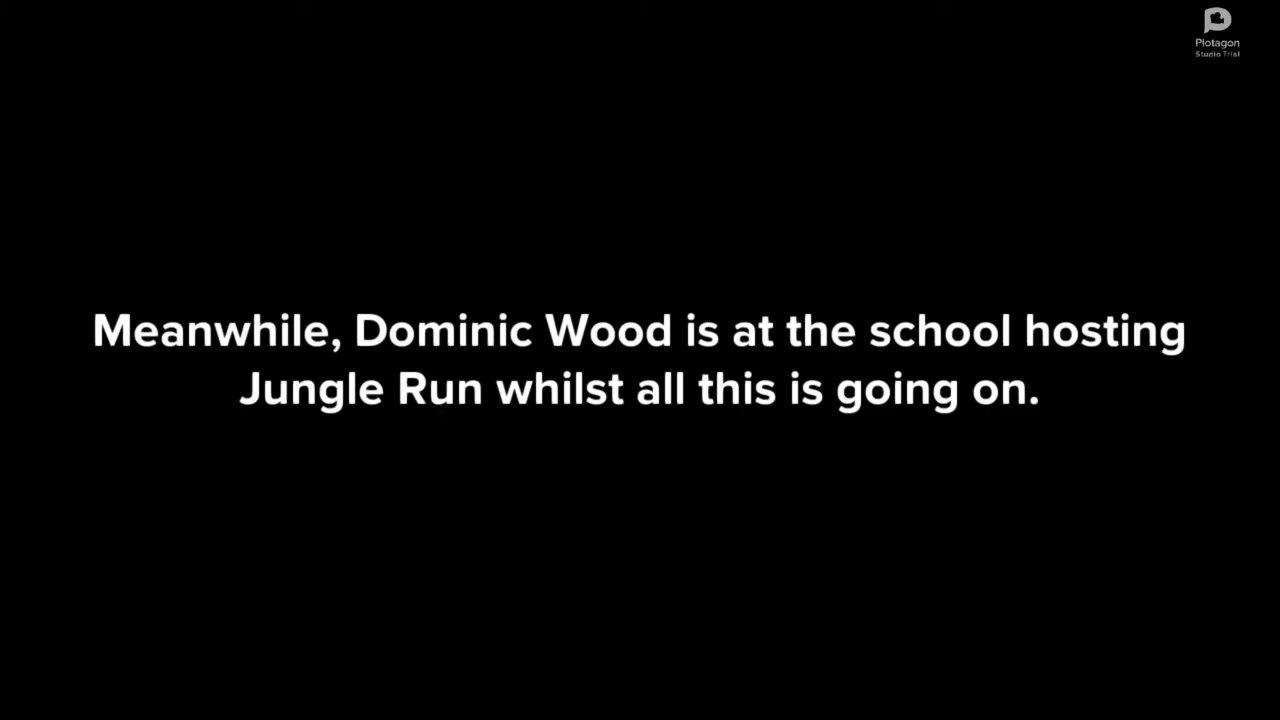 Plotagon
Studio Trial
Meanwhile, Dominic Wood is at the school hosting
Jungle Run whilst all this is going on.